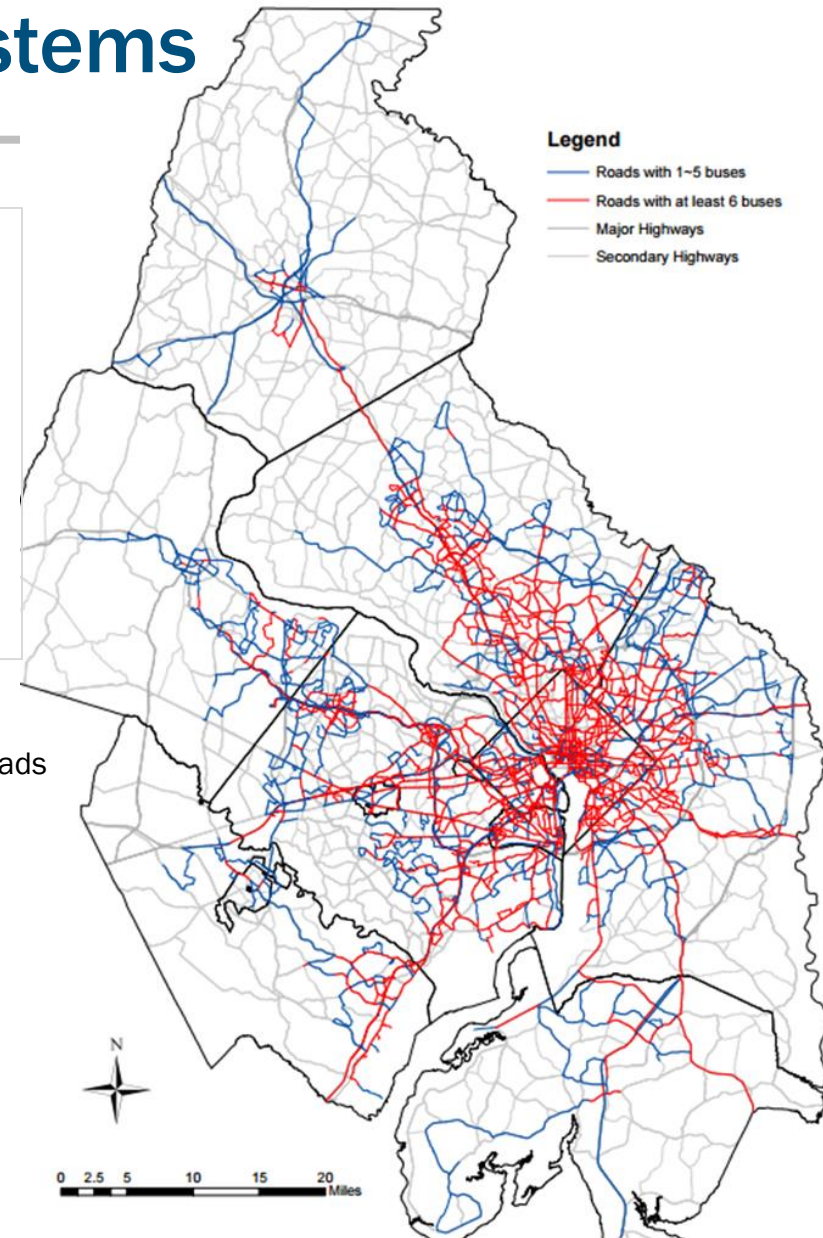 stems
Legend
Roads with 1~5 buses
Roads with at least 6 buses
Major Highways
Secondary Highways
ads
N
0 2.5 5 10 15 20
Miles